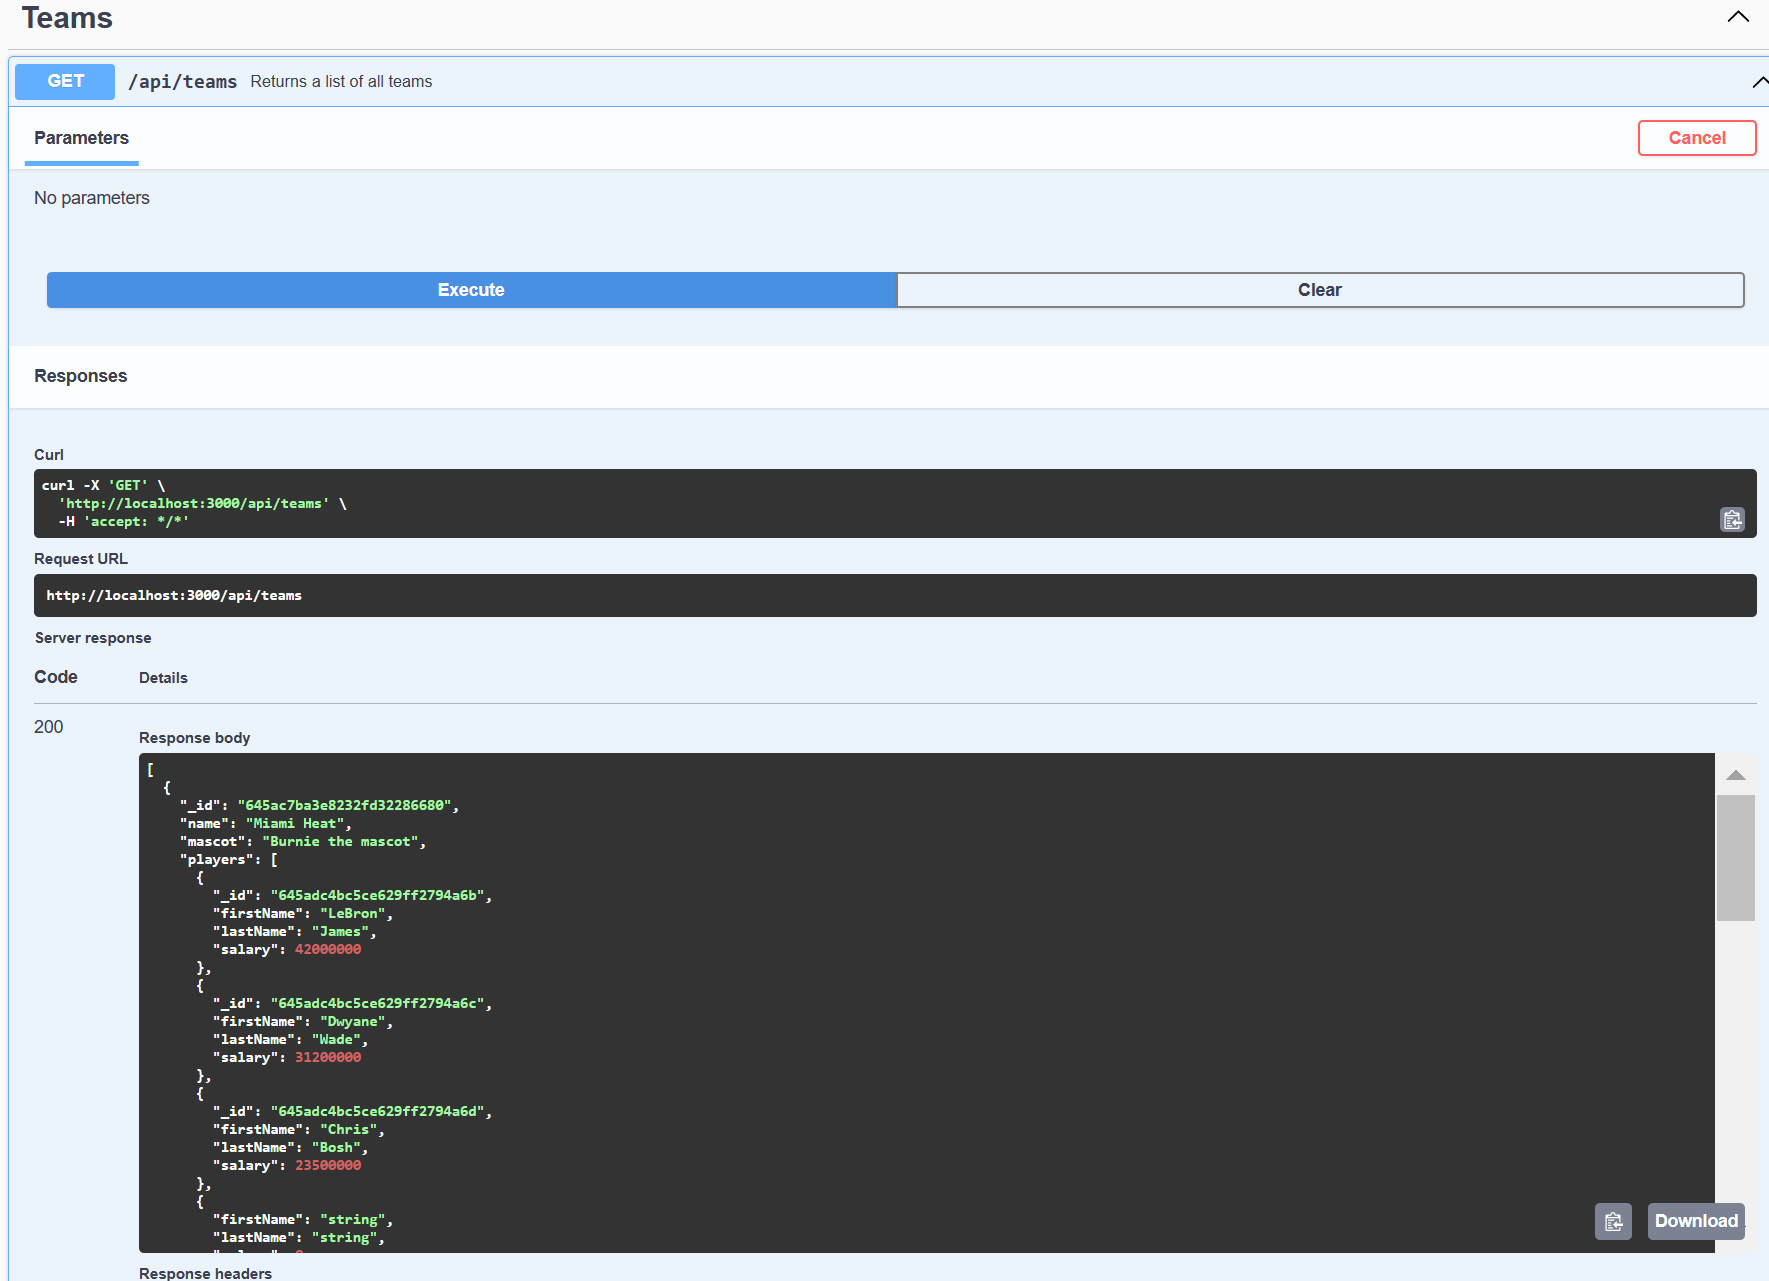 Teams
GET /api/teams Returns a list of all teams
Parameters
Cancel
No parameters
Execute
Clear
Responses
Curl
curl -X 'GET' \
  'http://localhost:3000/api/teams' \
  -H 'accept: */*'
Request URL
http://localhost:3000/api/teams
Server response
Code Details
200
Response body
[
  {
    "_id": "645ac7ba3e8232fd32286680",
    "name": "Miami Heat",
    "mascot": "Burnie the mascot",
    "players": [
      {
        "_id": "645adc4bc5ce629ff2794a6b",
        "firstName": "LeBron",
        "lastName": "James",
        "salary": 42000000
      },
      {
        "_id": "645adc4bc5ce629ff2794a6c",
        "firstName": "Dwyane",
        "lastName": "Wade",
        "salary": 31200000
      },
      {
        "_id": "645adc4bc5ce629ff2794a6d",
        "firstName": "Chris",
        "lastName": "Bosh",
        "salary": 23500000
      },
      {
        "firstName": "string",
        "lastName": "string",
Download
Response headers